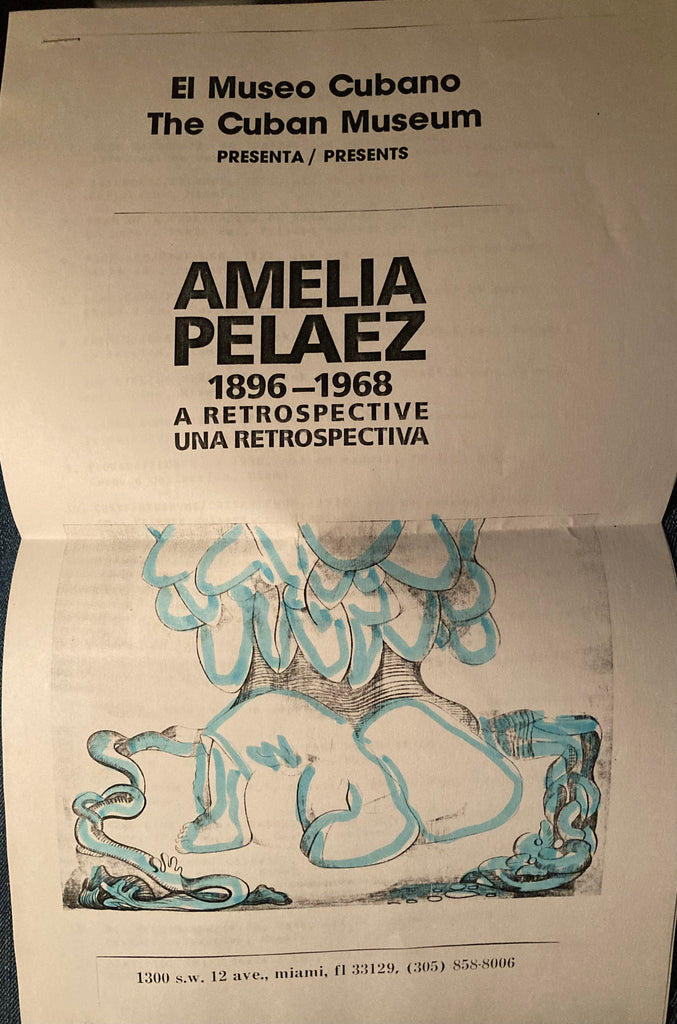 El Museo Cubano
The Cuban Museum
PRESENTA / PRESENTS
AMELIA
PELAEZ
1896–1968
A RETROSPECTIVE
UNA RETROSPECTIVA
1300 s.w. 12 ave., miami, fl 33129, (305) 858-8006